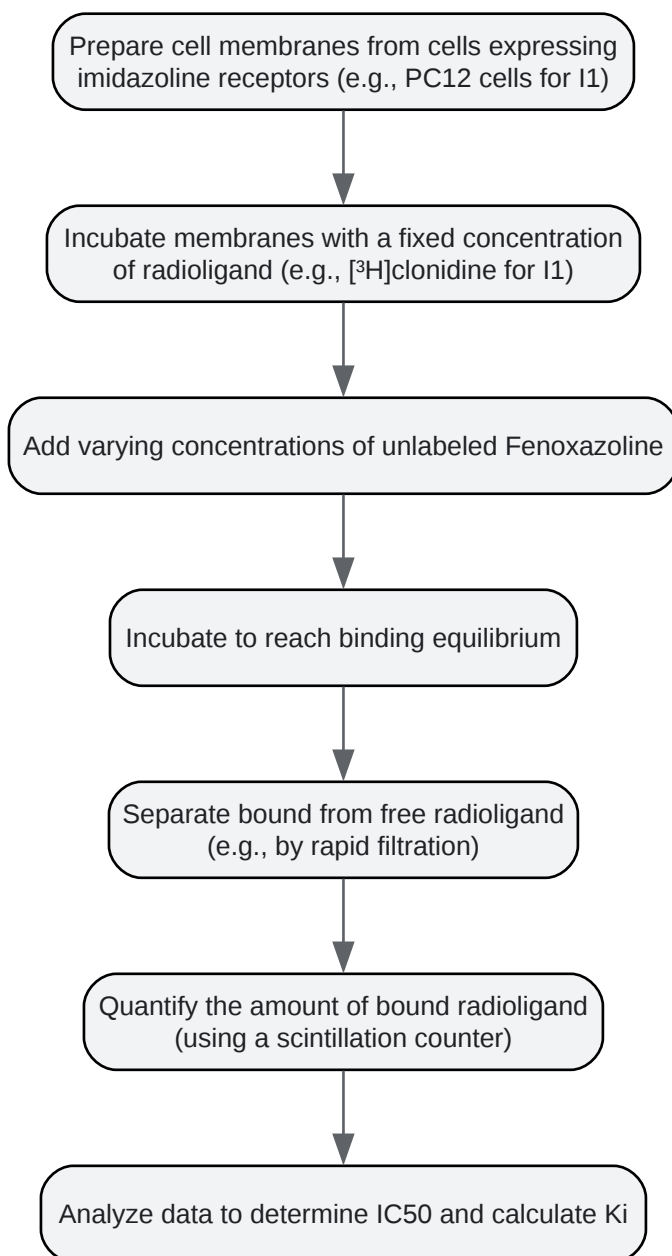 Prepare cell membranes from cells expressing
imidazoline receptors (e.g., PC12 cells for I1)
Incubate membranes with a fixed concentration
of radioligand (e.g., [³H]clonidine for I1)
Add varying concentrations of unlabeled Fenoxazoline
Incubate to reach binding equilibrium
Separate bound from free radioligand
(e.g., by rapid filtration)
Quantify the amount of bound radioligand
(using a scintillation counter)
Analyze data to determine IC50 and calculate Ki